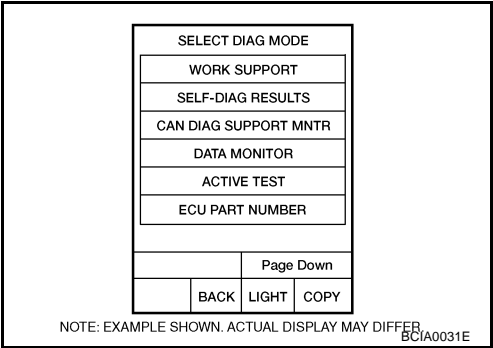 SELECT DIAG MODE
WORK SUPPORT
SELF-DIAG RESULTS
CAN DIAG SUPPORT MNTR
DATA MONITOR
ACTIVE TEST
ECU PART NUMBER
Page Down
BACK LIGHT COPY
NOTE: EXAMPLE SHOWN. ACTUAL DISPLAY MAY DIFFER.
BCIA0031E